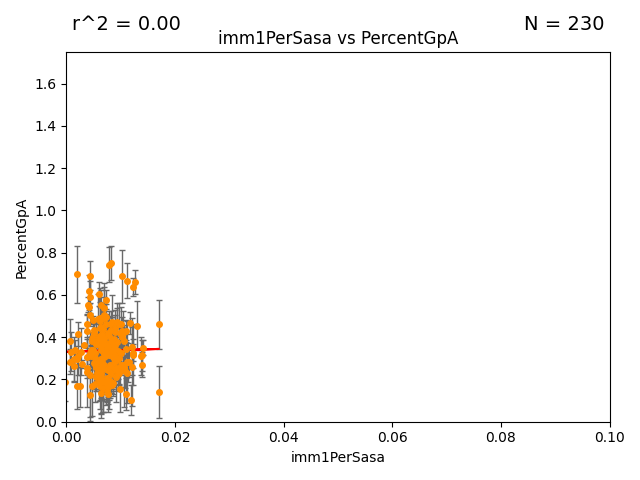 r^2 = 0.00
N = 230
imm1PerSasa vs PercentGpA
PercentGpA
1.6
1.4
1.2
1.0
0.8
0.6
0.4
0.2
0.0
0.00 0.02 0.04 0.06 0.08 0.10
imm1PerSasa